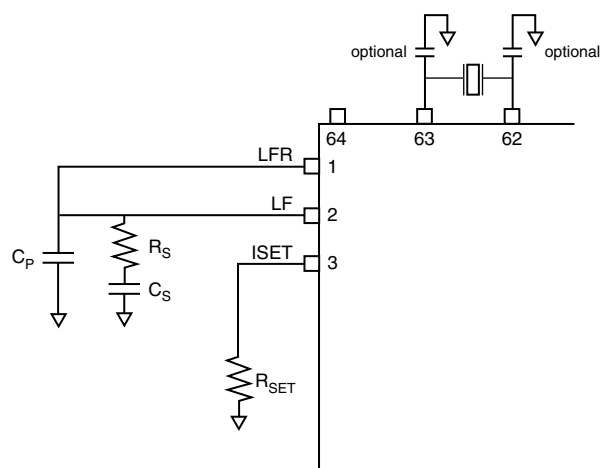 optional
optional
64
63
62
LFR
1
LF
2
CP
RS
CS
ISET
3
RSET